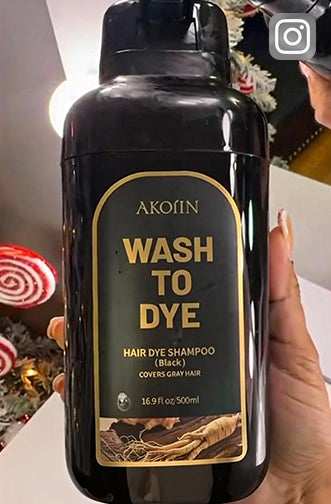 AKOIIN
WASH
TO
DYE
HAIR DYE SHAMPOO
(Black)
COVERS GRAY HAIR
16.9 fl oz/500ml